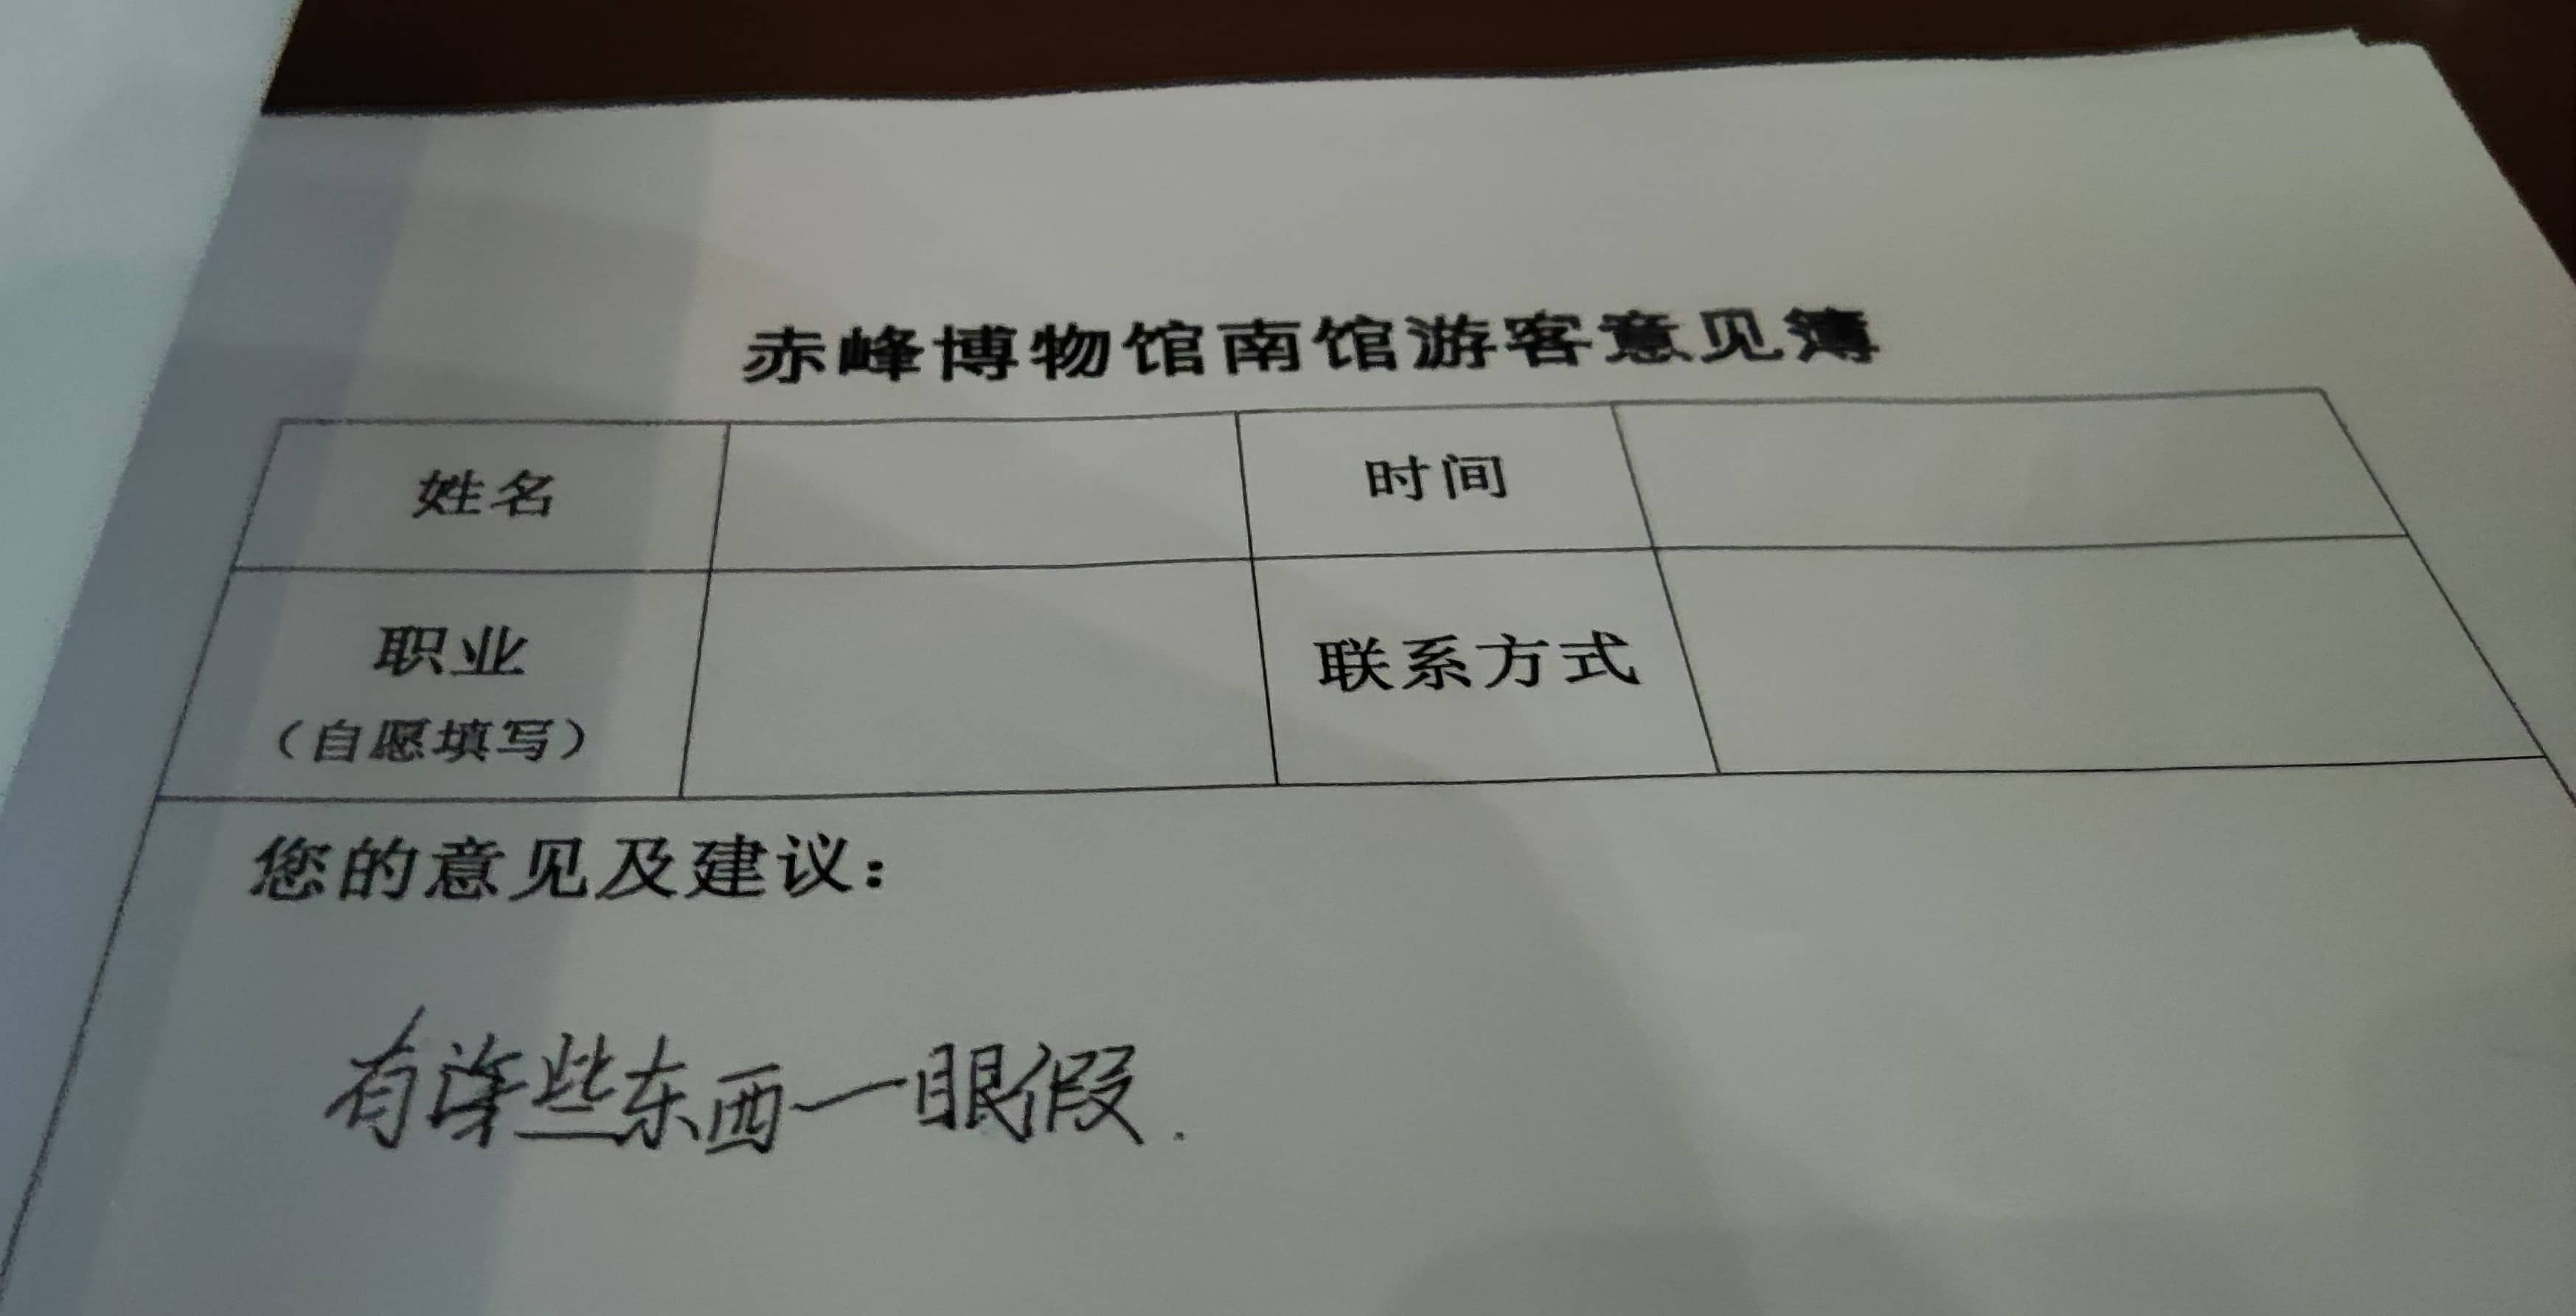 赤峰博物馆南馆游客意见簿
姓名 时间
职业 联系方式
（自愿填写）
您的意见及建议：
有些东西一眼假.